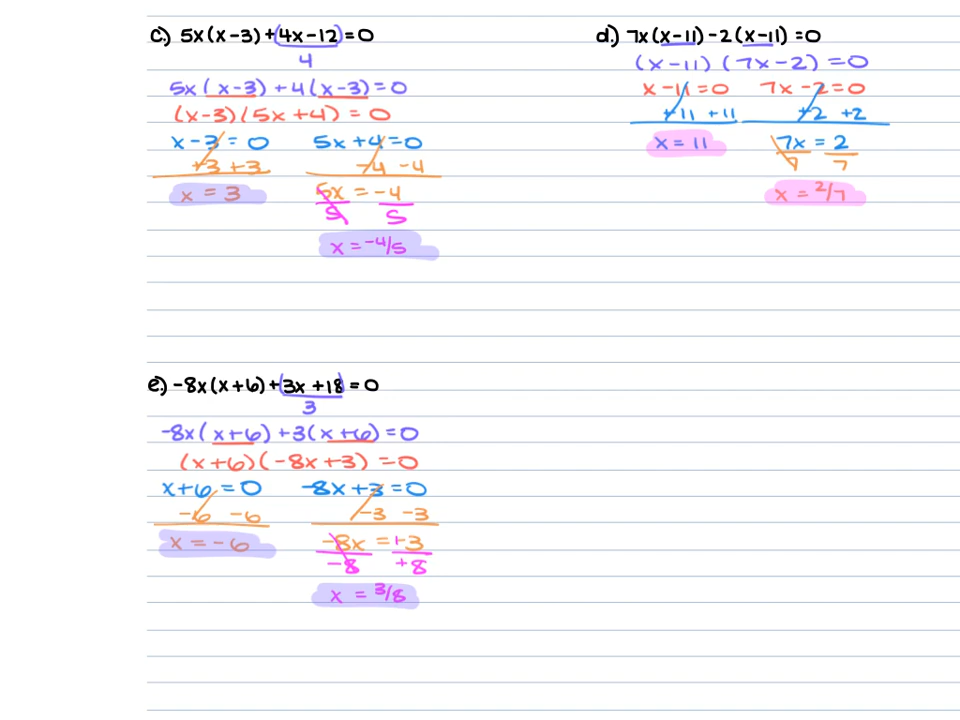 c.) 5x(x-3)+(4x-12)=0
4
5x(x-3)+4(x-3)=0
(x-3)(5x+4)=0
x-3=0 5x+4=0
+3 +3 -4 -4
x = 3 5x = -4
5 5
x = -4/5
d.) 7x(x-11)-2(x-11)=0
(x-11)(7x-2)=0
x-11=0 7x-2=0
+11 +11 +2 +2
x = 11 7x = 2
7 7
x = 2/7
e.) -8x(x+6)+(3x+18)=0
3
-8x(x+6)+3(x+6)=0
(x+6)(-8x+3)=0
x+6=0 -8x+3=0
-6 -6 -3 -3
x = -6 -8x = +3
-8 +8
x = 3/8